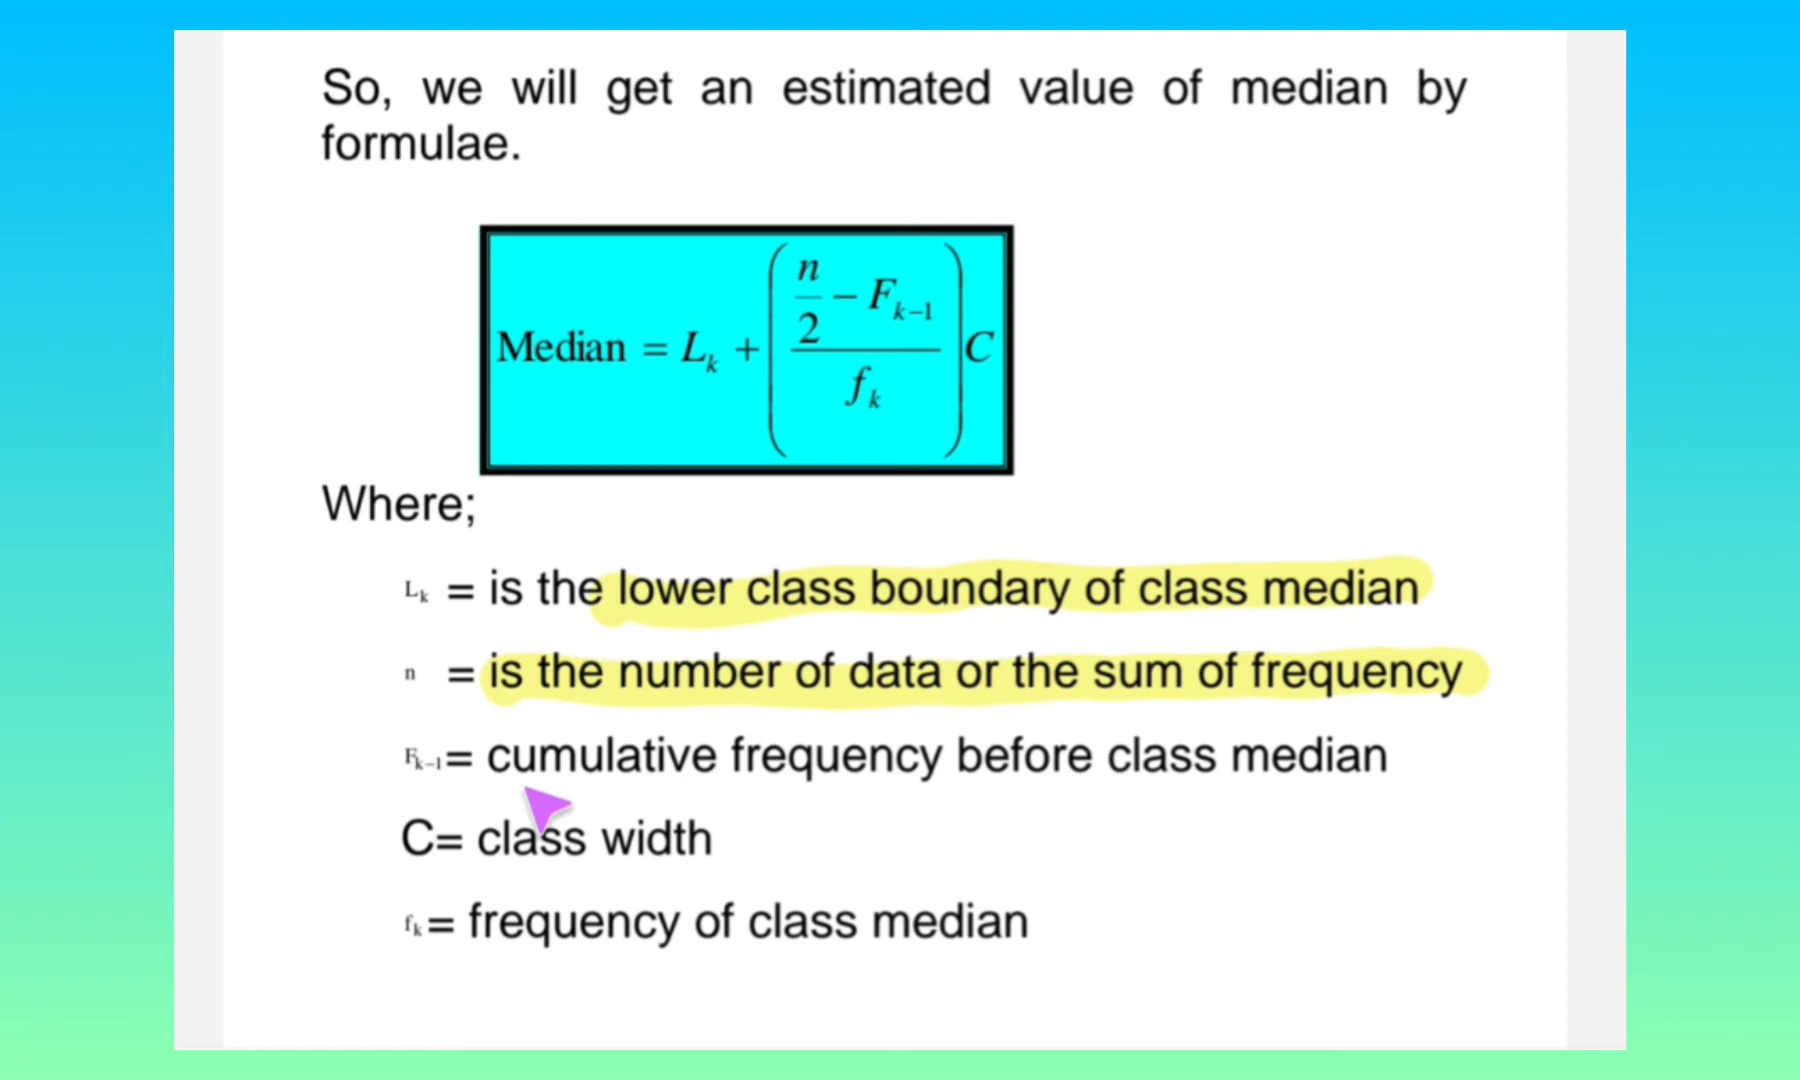 So, we will get an estimated value of median by
formulae.
Median = L_k + ( (n/2 − F_{k−1}) / f_k ) C
Where;
L_k = is the lower class boundary of class median
n = is the number of data or the sum of frequency
F_{k−1} = cumulative frequency before class median
C= class width
f_k = frequency of class median